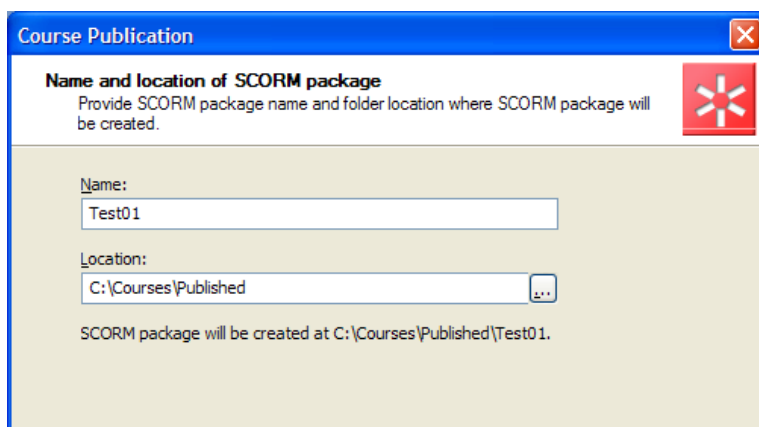 Course Publication
Name and location of SCORM package
Provide SCORM package name and folder location where SCORM package will
be created.
Name:
Test01
Location:
C:\Courses\Published
...
SCORM package will be created at C:\Courses\Published\Test01.